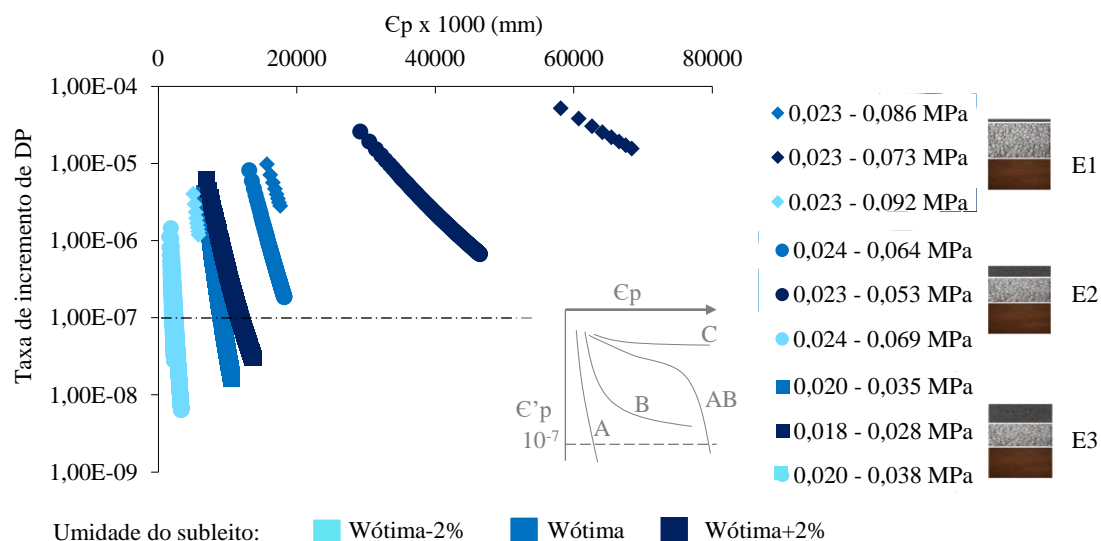 Єp x 1000 (mm)
0 20000 40000 60000 80000
Taxa de incremento de DP
1,00E-04
1,00E-05
1,00E-06
1,00E-07
1,00E-08
1,00E-09
Єp
C
Є’p
B
AB
10-7
A
0,023 - 0,086 MPa
0,023 - 0,073 MPa
0,023 - 0,092 MPa
E1
0,024 - 0,064 MPa
0,023 - 0,053 MPa
0,024 - 0,069 MPa
E2
0,020 - 0,035 MPa
0,018 - 0,028 MPa
0,020 - 0,038 MPa
E3
Umidade do subleito: Wótima-2% Wótima Wótima+2%